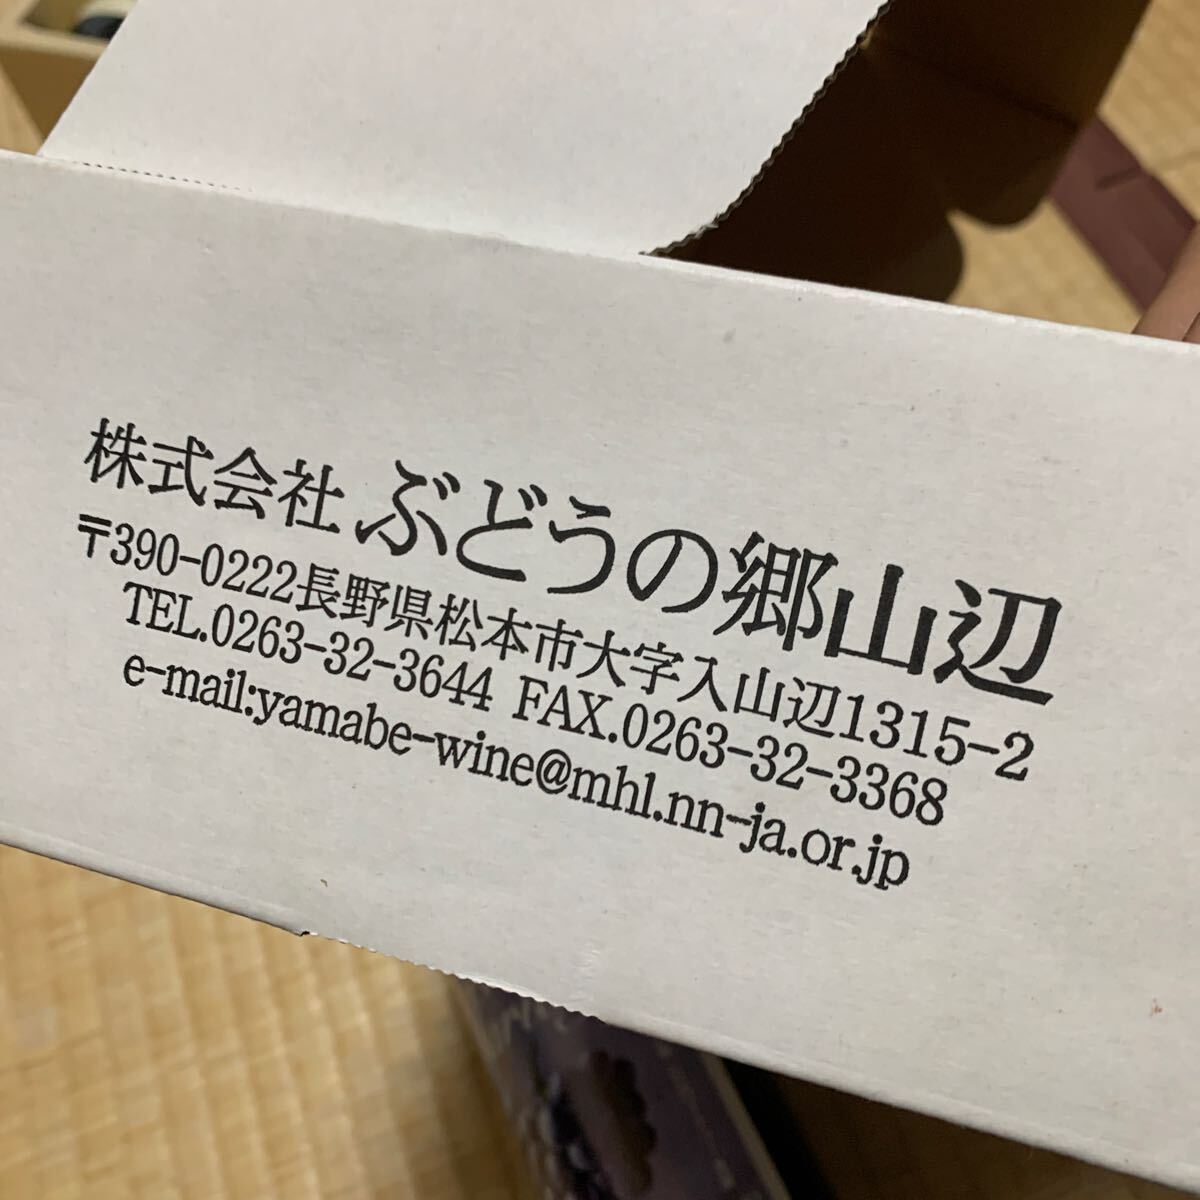 株式会社 ぶどうの郷山辺
〒390-0222長野県松本市大字入山辺1315-2
TEL.0263-32-3644 FAX.0263-32-3368
e-mail:yamabe-wine@mhl.nn-ja.or.jp